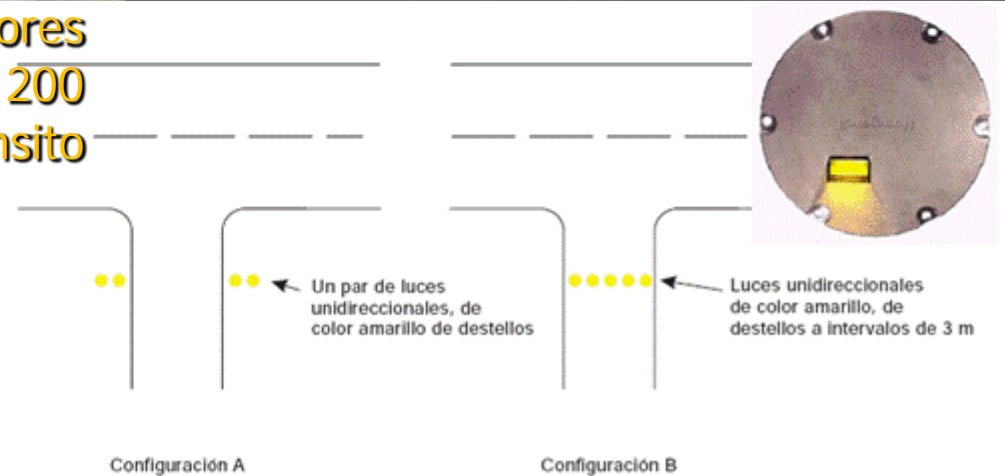 ores
200
nsito
Un par de luces
unidireccionales, de
color amarillo de destellos
Luces unidireccionales
de color amarillo, de
destellos a intervalos de 3 m
Configuración A
Configuración B